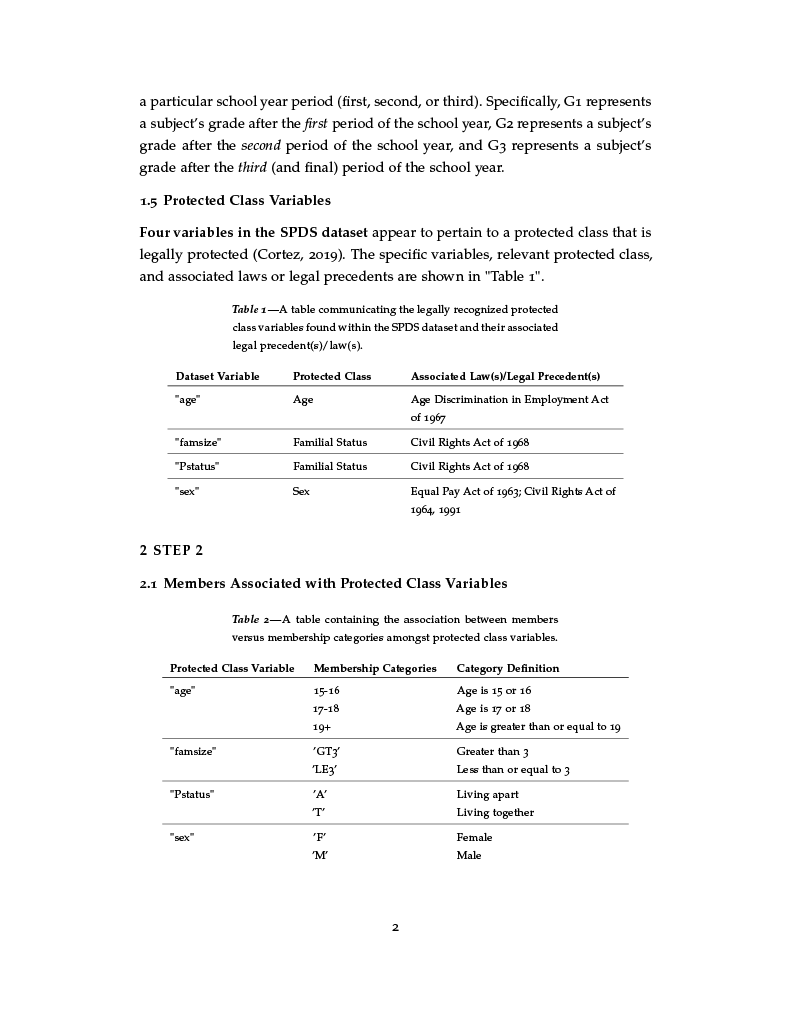 a particular school year period (first, second, or third). Specifically, G1 represents
a subject's grade after the first period of the school year, G2 represents a subject's
grade after the second period of the school year, and G3 represents a subject's
grade after the third (and final) period of the school year.
1.5 Protected Class Variables
Four variables in the SPDS dataset appear to pertain to a protected class that is
legally protected (Cortez, 2019). The specific variables, relevant protected class,
and associated laws or legal precedents are shown in "Table 1".
Table 1—A table communicating the legally recognized protected
class variables found within the SPDS dataset and their associated
legal precedent(s)/law(s).
Dataset Variable Protected Class Associated Law(s)/Legal Precedent(s)
"age" Age Age Discrimination in Employment Act
of 1967
"famsize" Familial Status Civil Rights Act of 1968
"Pstatus" Familial Status Civil Rights Act of 1968
"sex" Sex Equal Pay Act of 1963; Civil Rights Act of
1964, 1991
2 STEP 2
2.1 Members Associated with Protected Class Variables
Table 2—A table containing the association between members
versus membership categories amongst protected class variables.
Protected Class Variable Membership Categories Category Definition
"age" 15-16 Age is 15 or 16
17-18 Age is 17 or 18
19+ Age is greater than or equal to 19
"famsize" 'GT3' Greater than 3
'LE3' Less than or equal to 3
"Pstatus" 'A' Living apart
'T' Living together
"sex" 'F' Female
'M' Male
2